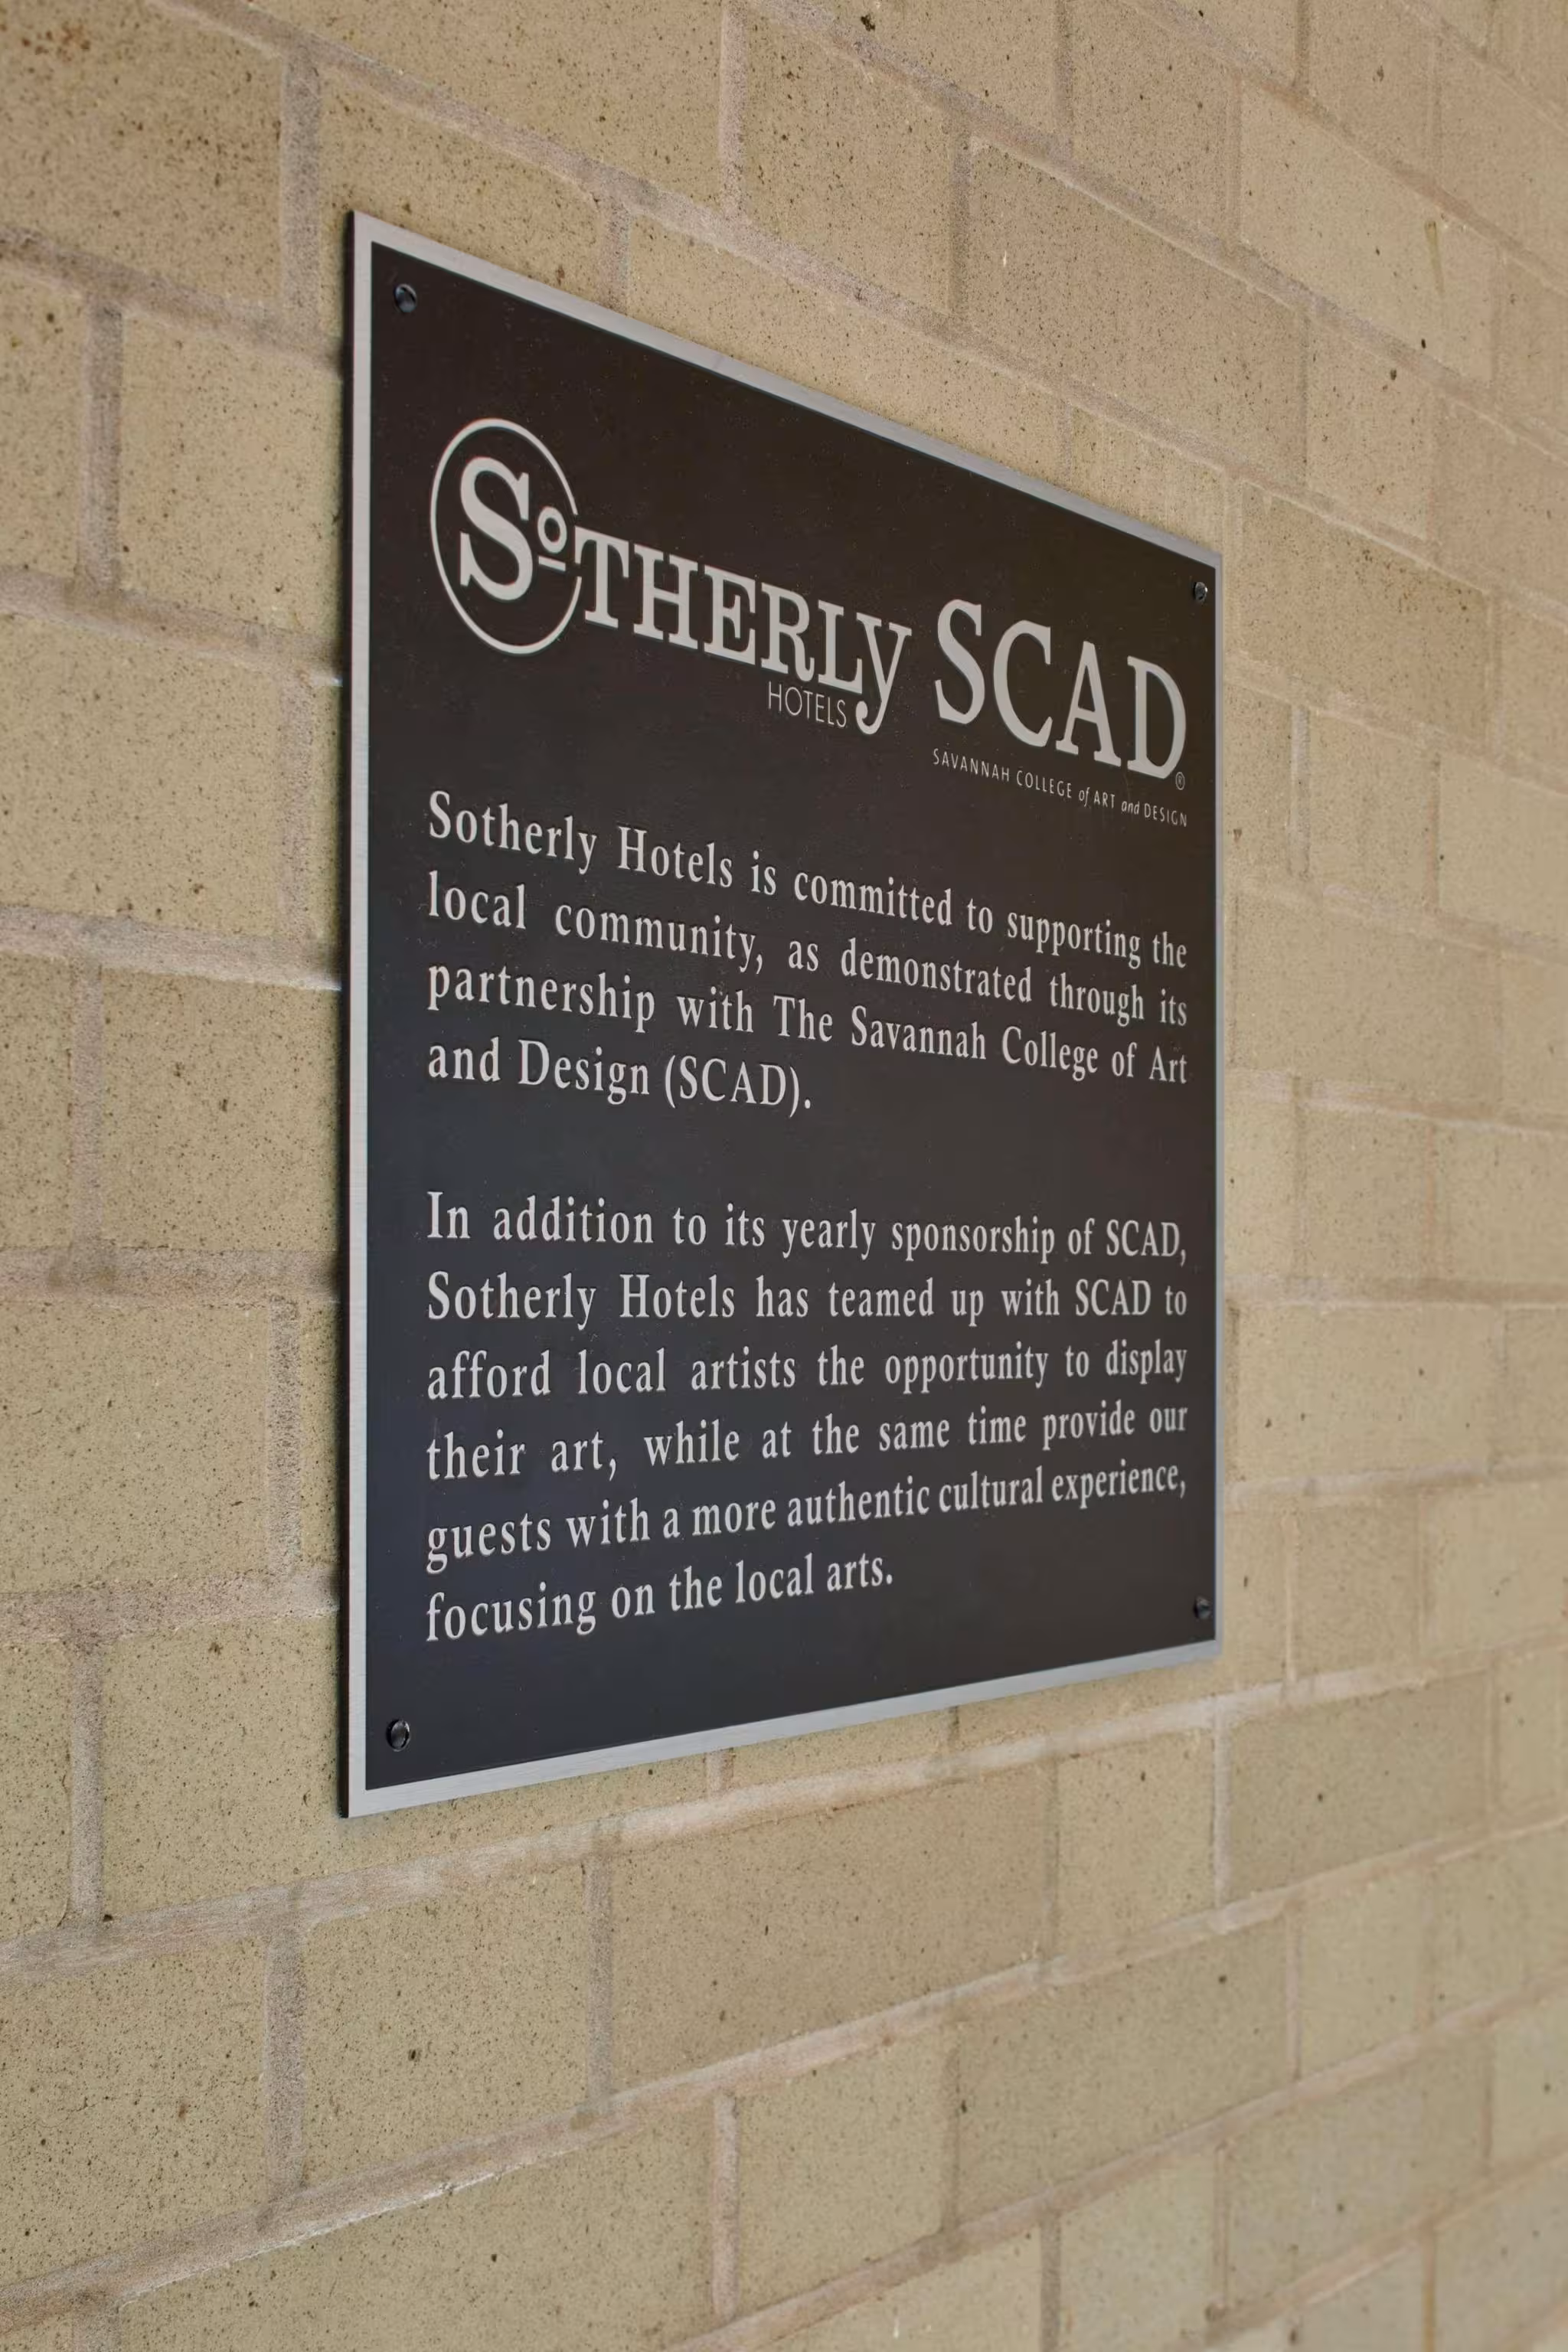 SOTHERLY SCAD®
HOTELS
SAVANNAH COLLEGE of ART and DESIGN
Sotherly Hotels is committed to supporting the
local community, as demonstrated through its
partnership with The Savannah College of Art
and Design (SCAD).
In addition to its yearly sponsorship of SCAD,
Sotherly Hotels has teamed up with SCAD to
afford local artists the opportunity to display
their art, while at the same time provide our
guests with a more authentic cultural experience,
focusing on the local arts.